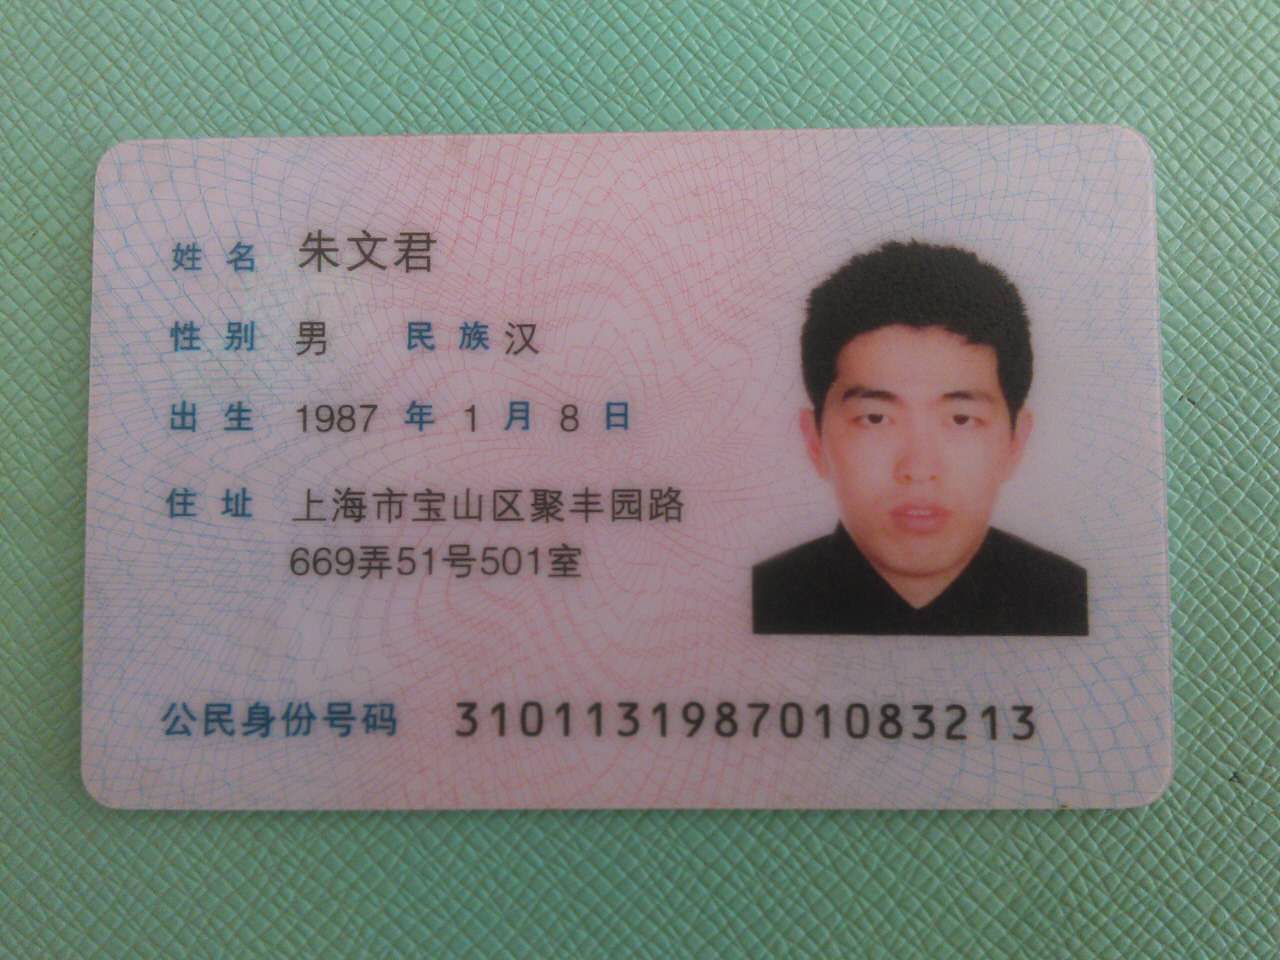 姓名 朱文君
性别 男 民族 汉
出生 1987 年 1 月 8 日
住址 上海市宝山区聚丰园路
669弄51号501室
公民身份号码 310113198701083213